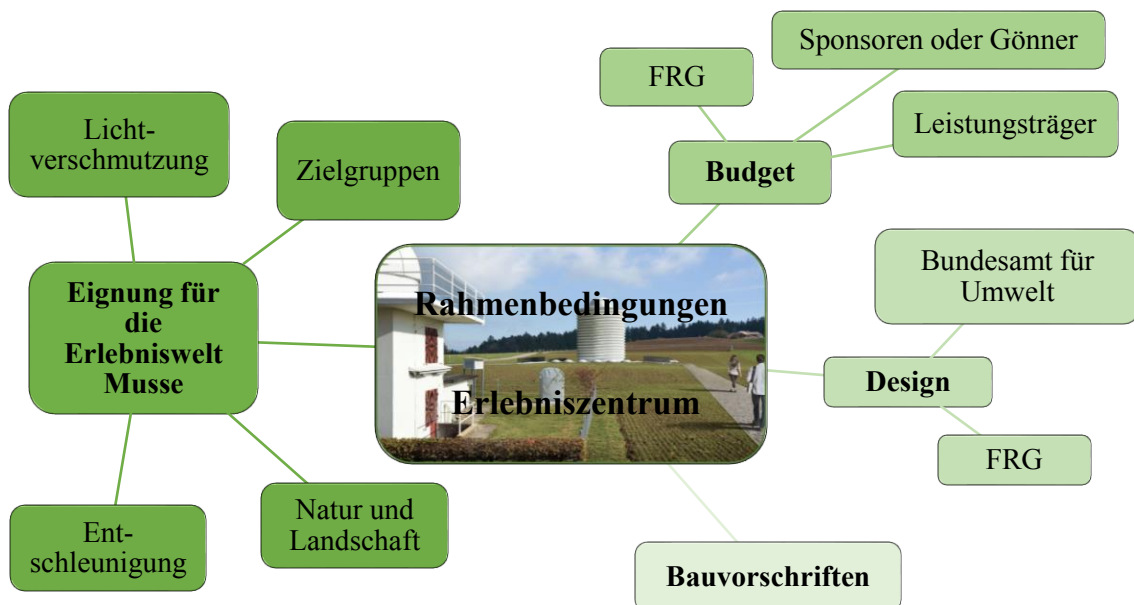 Rahmenbedingungen
Erlebniszentrum
Budget
FRG
Sponsoren oder Gönner
Leistungsträger
Design
Bundesamt für
Umwelt
FRG
Bauvorschriften
Eignung für
die
Erlebniswelt
Musse
Natur und
Landschaft
Ent-
schleunigung
Licht-
verschmutzung
Zielgruppen